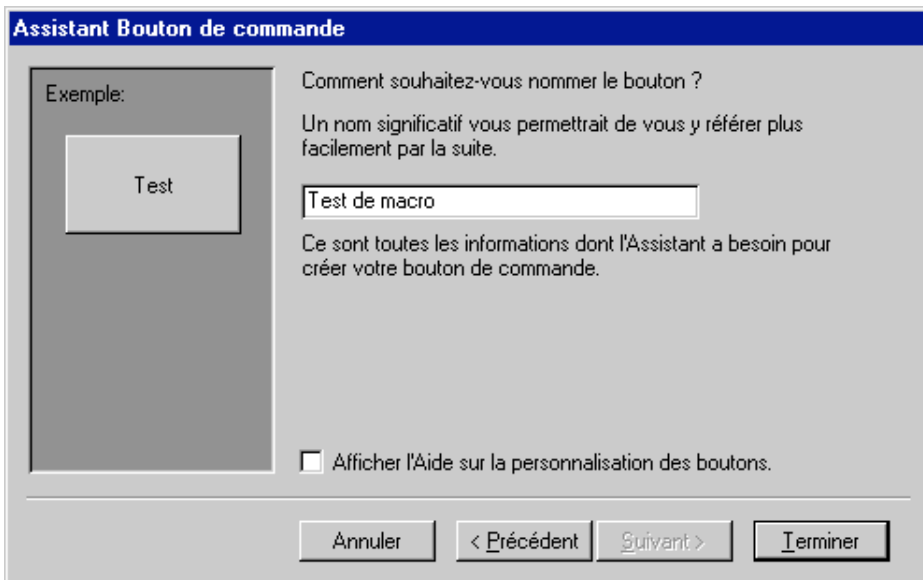 Assistant Bouton de commande
Exemple:
Test
Comment souhaitez-vous nommer le bouton ?
Un nom significatif vous permettrait de vous y référer plus
facilement par la suite.
Test de macro
Ce sont toutes les informations dont l'Assistant a besoin pour
créer votre bouton de commande.
Afficher l'Aide sur la personnalisation des boutons.
Annuler
< Précédent
Suivant >
Terminer